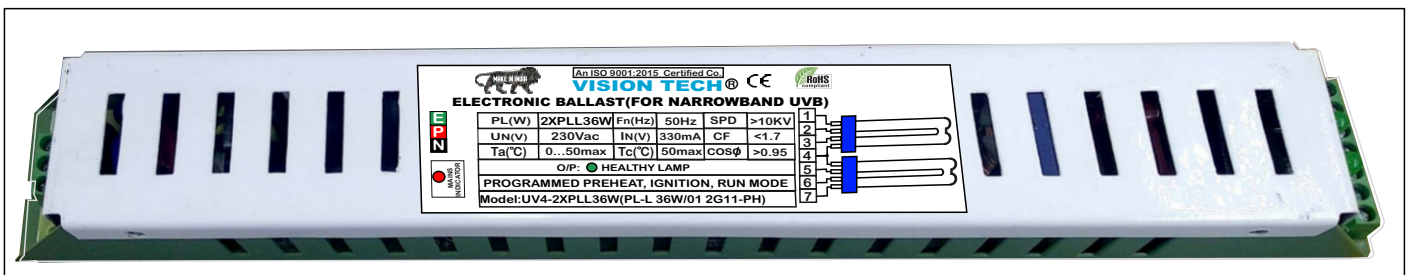 MAKE IN INDIA
An ISO 9001:2015 Certified Co.
VISION TECH® CE
RoHS
compliant
ELECTRONIC BALLAST(FOR NARROWBAND UVB)
E
P
N
MAINS
INDICATOR
PL(W) 2XPLL36W Fn(Hz) 50Hz SPD >10KV
UN(V) 230Vac IN(V) 330mA CF <1.7
Ta(℃) 0...50max Tc(℃) 50max COSϕ >0.95
O/P: HEALTHY LAMP
PROGRAMMED PREHEAT, IGNITION, RUN MODE
Model:UV4-2XPLL36W(PL-L 36W/01 2G11-PH)
1
2
3
4
5
6
7